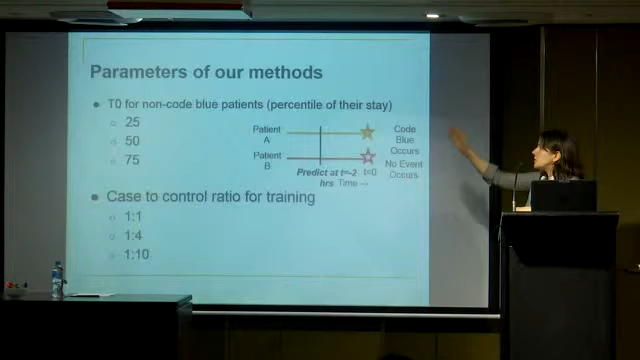 Parameters of our methods
T0 for non-code blue patients (percentile of their stay)
25
50
75
Patient
A
Code
Blue
Occurs
Patient
B
No Event
Occurs
Predict at t=-2
hrs
t=0
Time
Case to control ratio for training
1:1
1:4
1:10